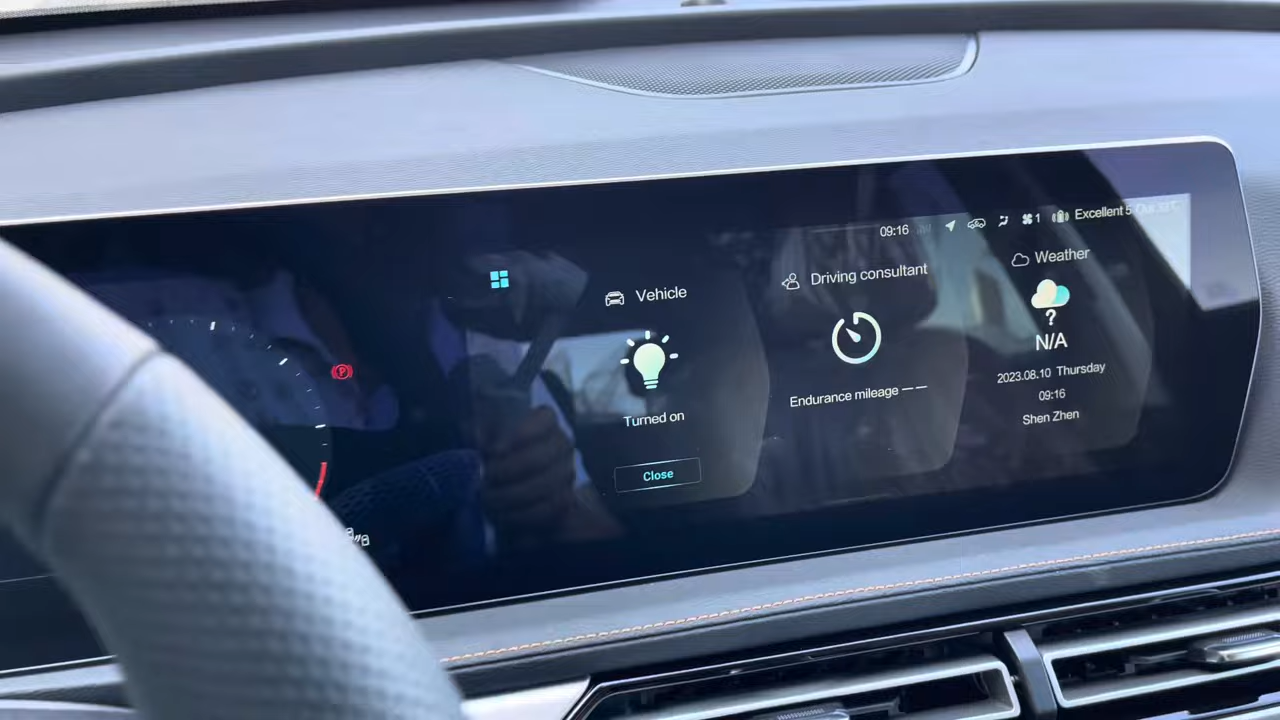 09:16
1
Excellent 5
Vehicle
Turned on
Close
Driving consultant
Endurance mileage — —
Weather
?
N/A
2023.08.10 Thursday
09:16
Shen Zhen
P